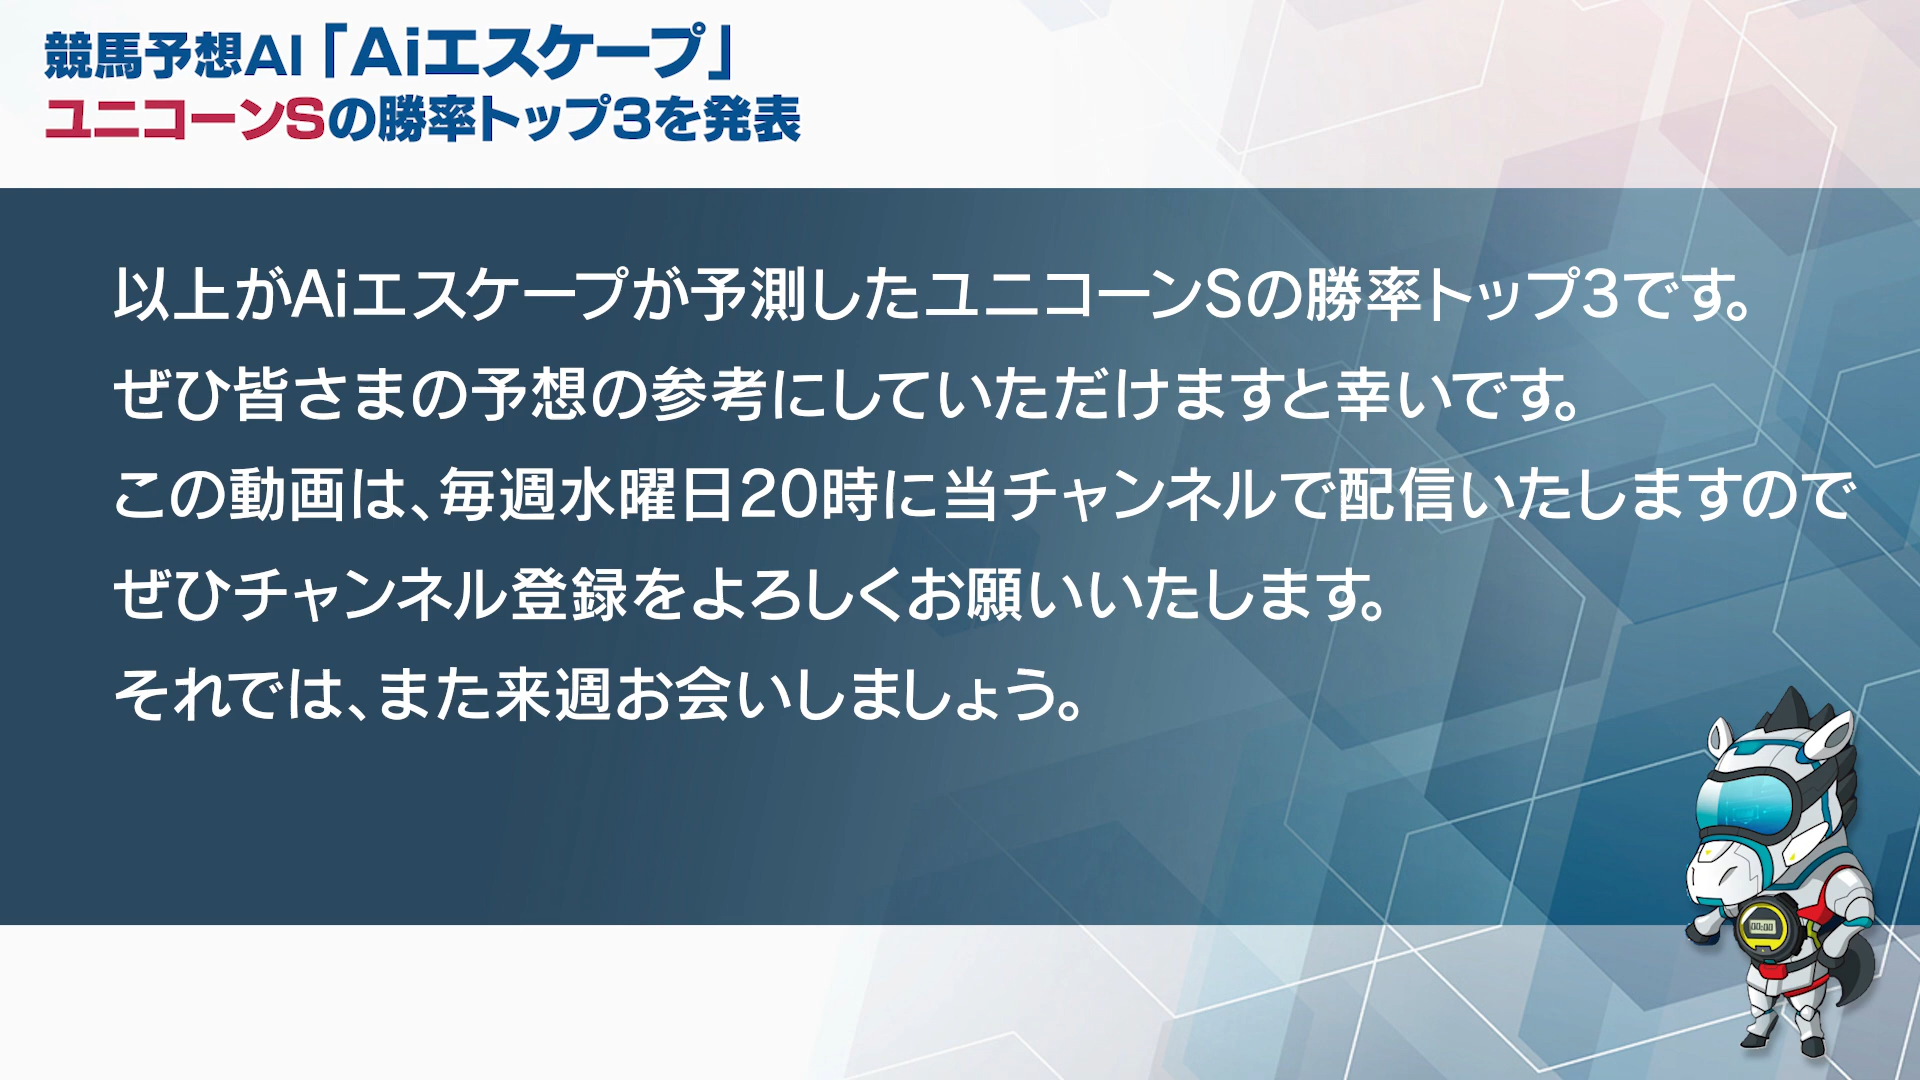 競馬予想AI「Aiエスケープ」
ユニコーンSの勝率トップ3を発表
以上がAiエスケープが予測したユニコーンSの勝率トップ3です。
ぜひ皆さまの予想の参考にしていただけますと幸いです。
この動画は、毎週水曜日20時に当チャンネルで配信いたしますので
ぜひチャンネル登録をよろしくお願いいたします。
それでは、また来週お会いしましょう。
00:00